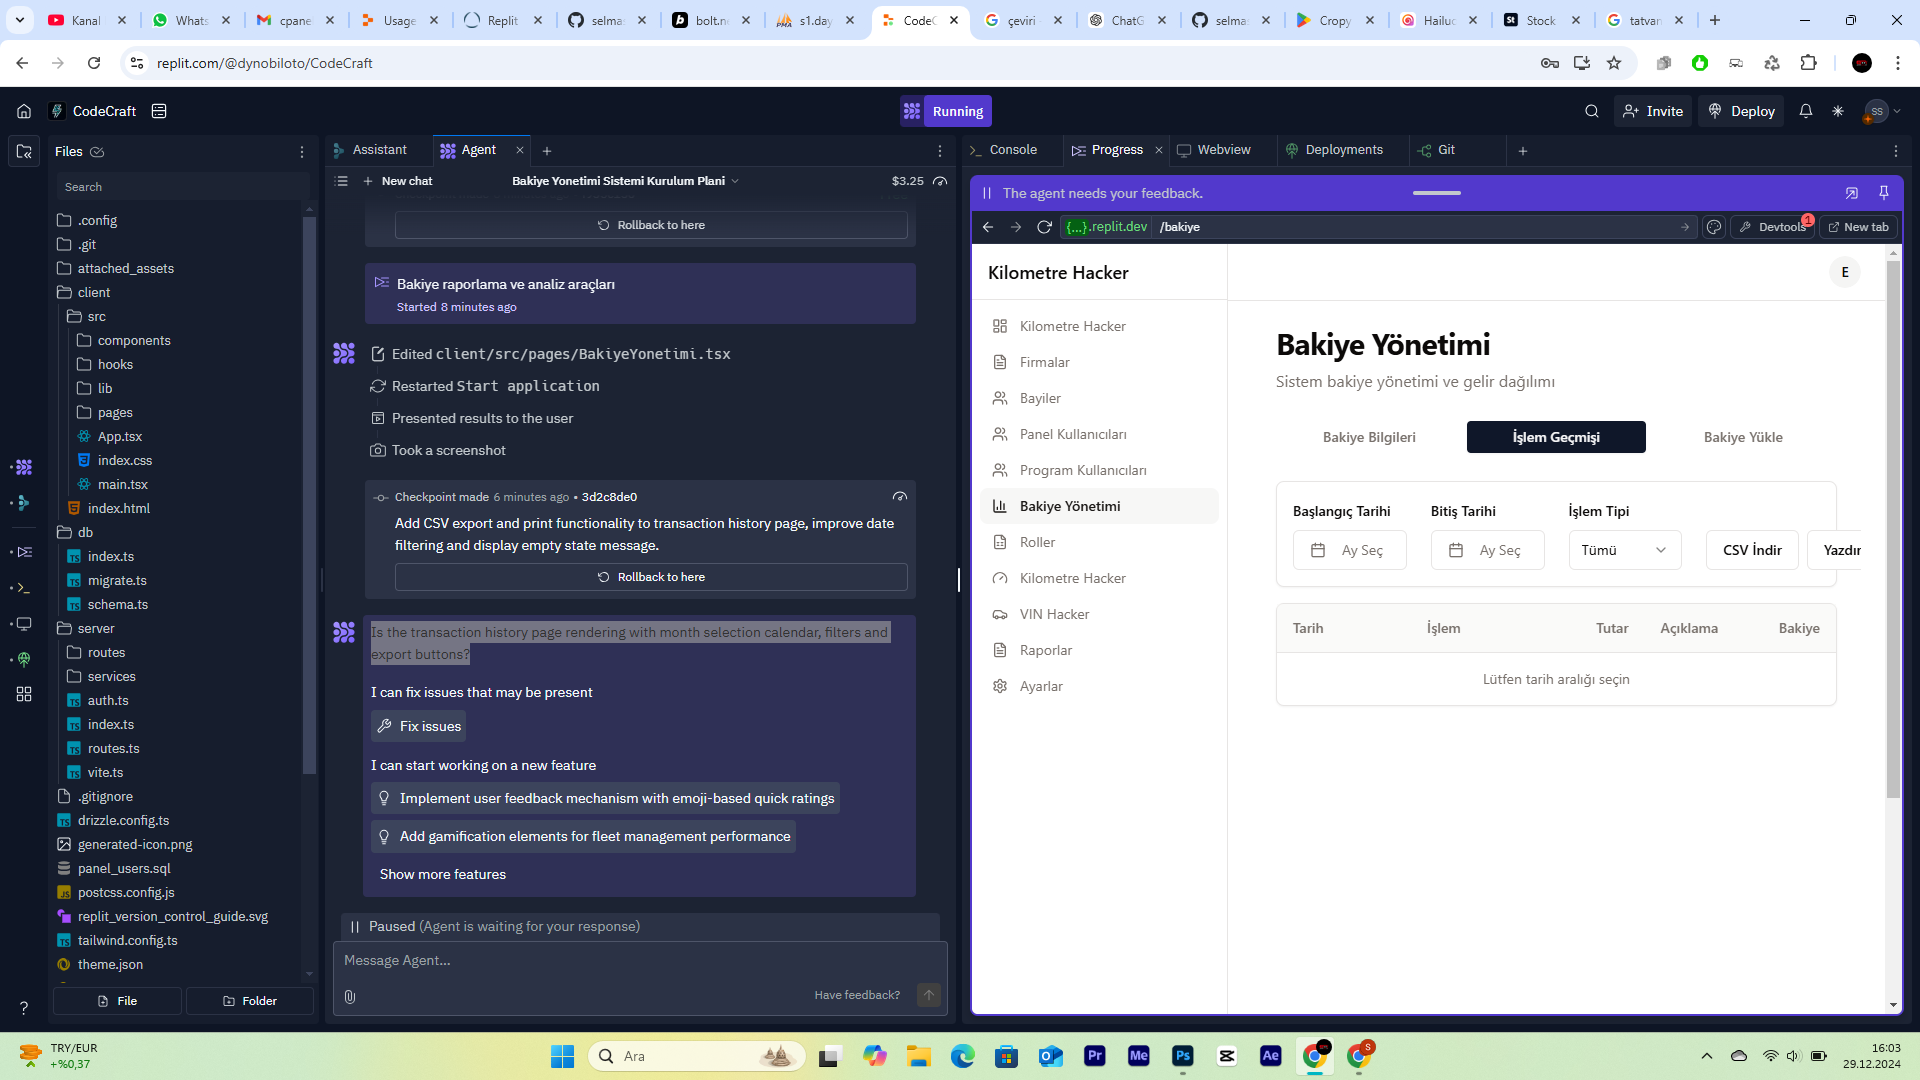 Kanal
Whats
cpane
Usage
Replit
selmas
bolt.ne
s1.day
CodeC
çeviri
ChatG
selmas
Cropy
Hailuo
Stock
tatvan
replit.com/@dynobiloto/CodeCraft
CodeCraft
Running
Invite
Deploy
SS
Files
Search
.config
.git
attached_assets
client
src
components
hooks
lib
pages
App.tsx
index.css
main.tsx
index.html
db
index.ts
migrate.ts
schema.ts
server
routes
services
auth.ts
index.ts
routes.ts
vite.ts
.gitignore
drizzle.config.ts
generated-icon.png
panel_users.sql
postcss.config.js
replit_version_control_guide.svg
tailwind.config.ts
theme.json
File
Folder
Assistant
Agent
New chat
Bakiye Yonetimi Sistemi Kurulum Plani
$3.25
Rollback to here
Bakiye raporlama ve analiz araçları
Started 8 minutes ago
Edited client/src/pages/BakiyeYonetimi.tsx
Restarted Start application
Presented results to the user
Took a screenshot
Checkpoint made 6 minutes ago • 3d2c8de0
Add CSV export and print functionality to transaction history page, improve date
filtering and display empty state message.
Rollback to here
Is the transaction history page rendering with month selection calendar, filters and
export buttons?
I can fix issues that may be present
Fix issues
I can start working on a new feature
Implement user feedback mechanism with emoji-based quick ratings
Add gamification elements for fleet management performance
Show more features
Paused (Agent is waiting for your response)
Message Agent...
Have feedback?
Console
Progress
Webview
Deployments
Git
The agent needs your feedback.
{...}.replit.dev
/bakiye
Devtools
1
New tab
Kilometre Hacker
E
Kilometre Hacker
Firmalar
Bayiler
Panel Kullanıcıları
Program Kullanıcıları
Bakiye Yönetimi
Roller
Kilometre Hacker
VIN Hacker
Raporlar
Ayarlar
Bakiye Yönetimi
Sistem bakiye yönetimi ve gelir dağılımı
Bakiye Bilgileri
İşlem Geçmişi
Bakiye Yükle
Başlangıç Tarihi
Bitiş Tarihi
İşlem Tipi
Ay Seç
Ay Seç
Tümü
CSV İndir
Yazdır
Tarih
İşlem
Tutar
Açıklama
Bakiye
Lütfen tarih aralığı seçin
TRY/EUR
+%0,37
Ara
Pr
Me
Ps
Ae
S
16:03
29.12.2024